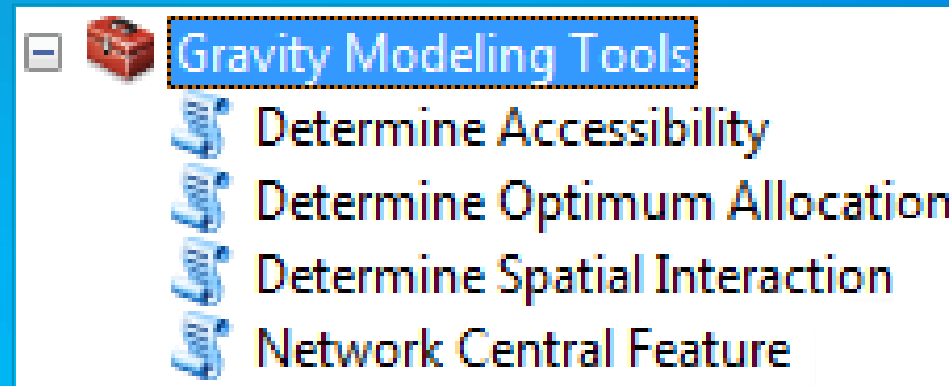 Gravity Modeling Tools
Determine Accessibility
Determine Optimum Allocation
Determine Spatial Interaction
Network Central Feature